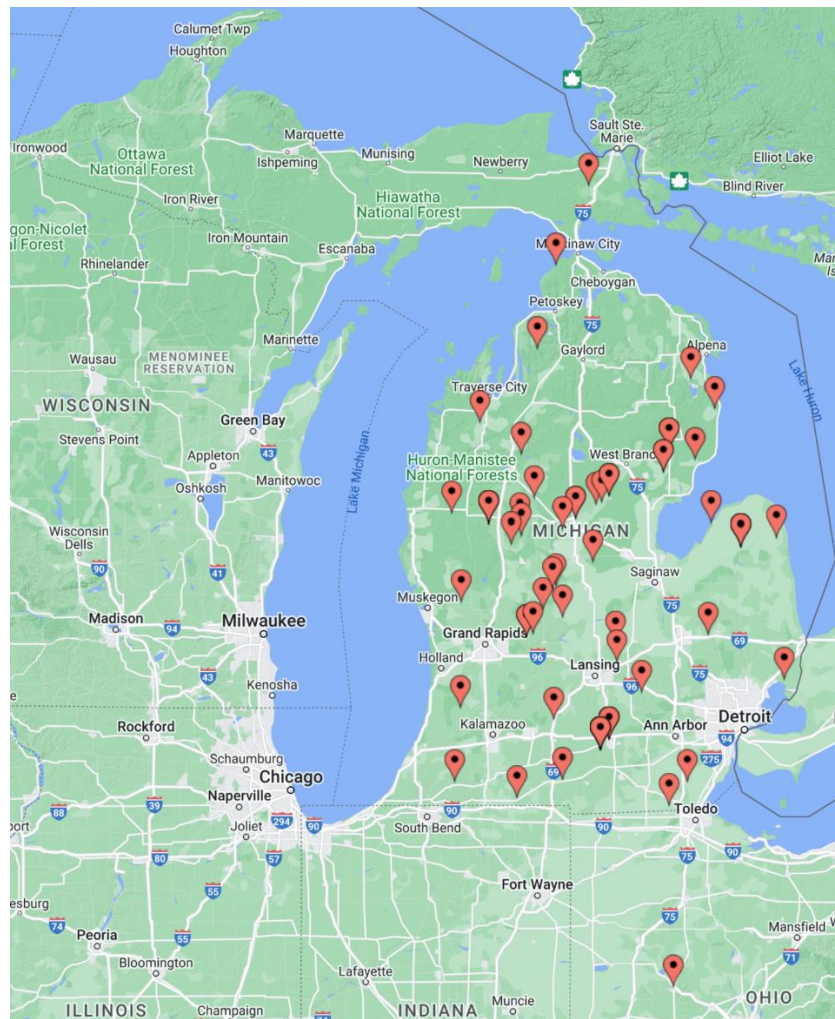 Calumet Twp
Houghton
Marquette
Sault Ste.
Marie
Ironwood
Ottawa
National Forest
Ishpeming
Munising
Newberry
Elliot Lake
Blind River
Iron River
Hiawatha
National Forest
75
gon-Nicolet
al Forest
Iron Mountain
Escanaba
Rhinelander
Cheboygan
Petoskey
75
Marinette
Gaylord
Alpena
Wausau
MENOMINEE
RESERVATION
Traverse City
Lake Huron
WISCONSIN
Green Bay
Stevens Point
Appleton
43
Lake Michigan
Huron-Manistee
National Forests
75
Oshkosh
Manitowoc
MICHIGAN
Wisconsin
Dells
90
41
Saginaw
Muskegon
75
Madison
94
Milwaukee
Grand Rapids
69
Holland
96
Lansing
43
Kenosha
96
75
Rockford
Kalamazoo
Ann Arbor
Detroit
94
Schaumburg
275
Chicago
69
88
39
Naperville
294
90
Joliet
South Bend
90
Toledo
90
80
57
75
90
55
Fort Wayne
75
74
Peoria
55
Mansfield
71
Bloomington
Lafayette
75
Muncie
OHIO
ILLINOIS
Champaign
INDIANA